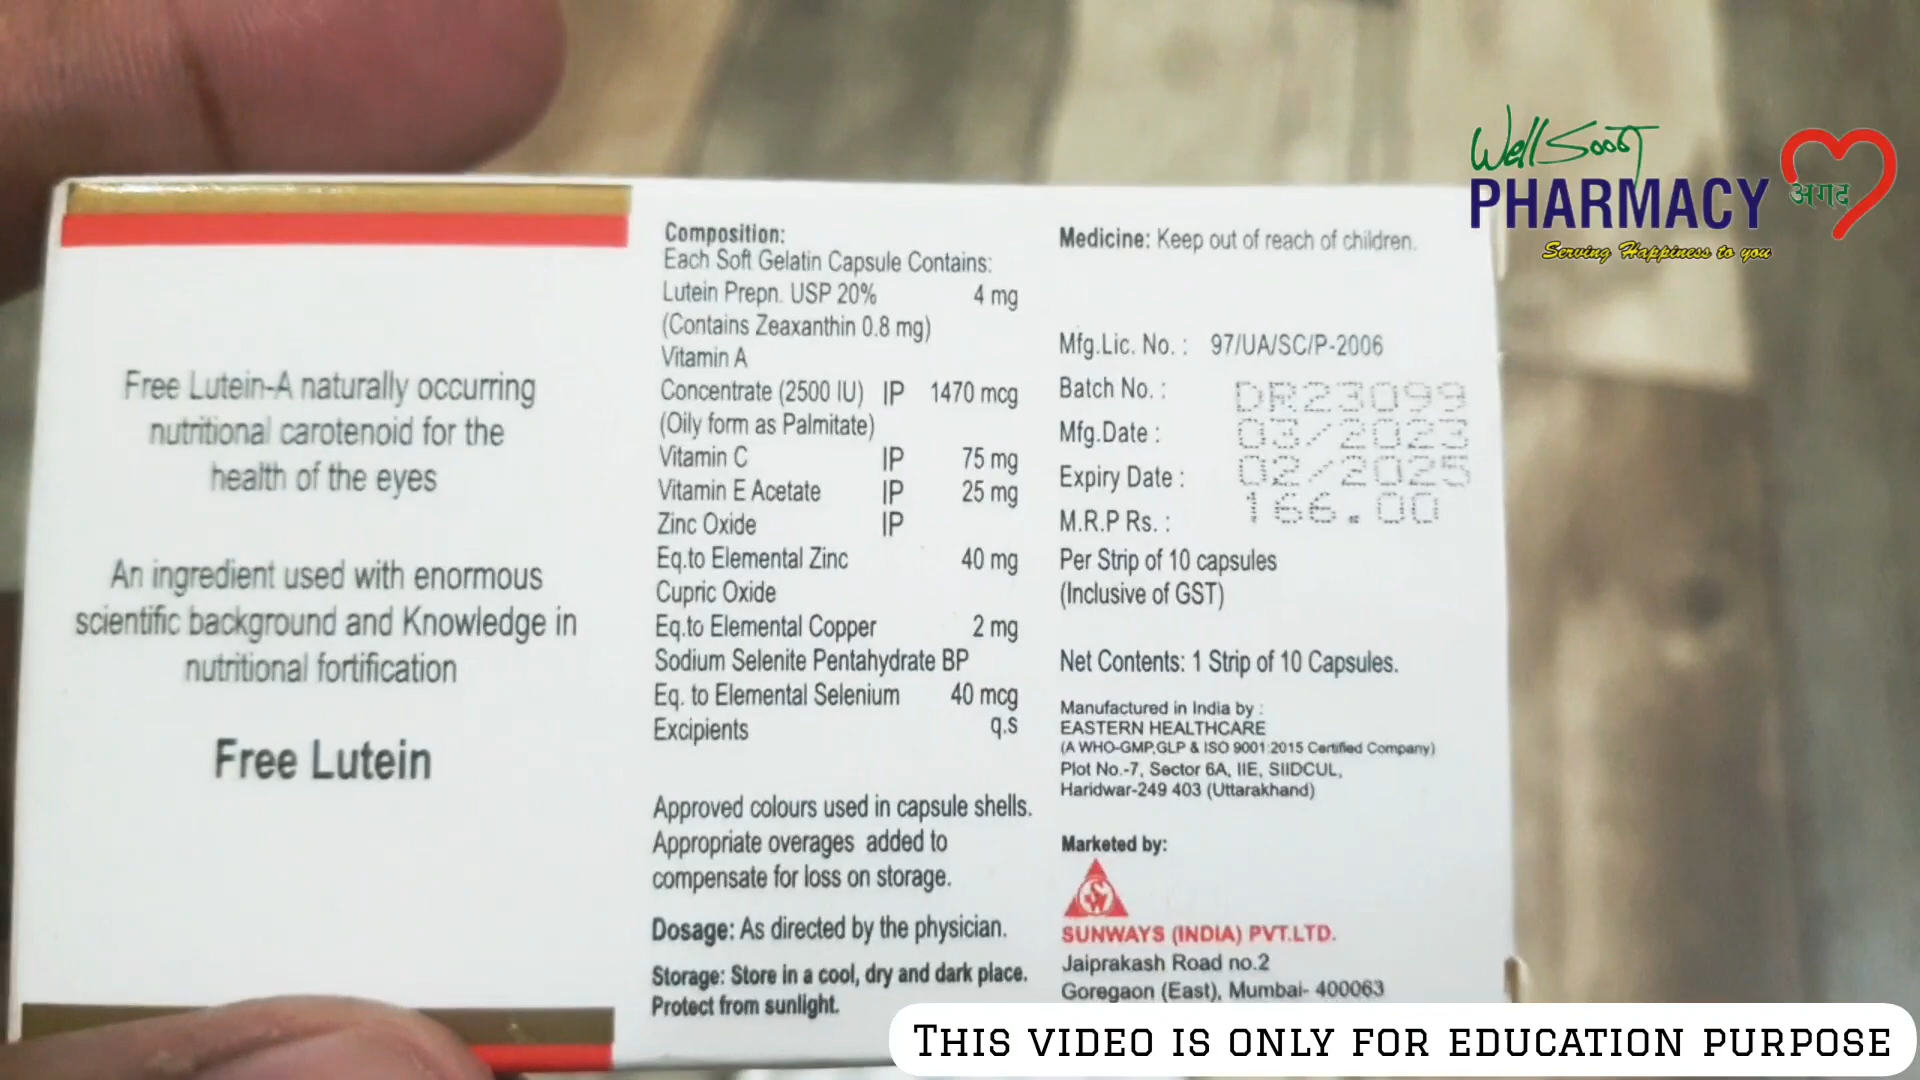 Free Lutein-A naturally occurring
nutritional carotenoid for the
health of the eyes
An ingredient used with enormous
scientific background and Knowledge in
nutritional fortification
Free Lutein
Composition:
Each Soft Gelatin Capsule Contains:
Lutein Prepn. USP 20% 4 mg
(Contains Zeaxanthin 0.8 mg)
Vitamin A
Concentrate (2500 IU) IP 1470 mcg
(Oily form as Palmitate)
Vitamin C IP 75 mg
Vitamin E Acetate IP 25 mg
Zinc Oxide IP
Eq.to Elemental Zinc 40 mg
Cupric Oxide
Eq.to Elemental Copper 2 mg
Sodium Selenite Pentahydrate BP
Eq. to Elemental Selenium 40 mcg
Excipients q.s
Approved colours used in capsule shells.
Appropriate overages added to
compensate for loss on storage.
Dosage: As directed by the physician.
Storage: Store in a cool, dry and dark place.
Protect from sunlight.
Medicine: Keep out of reach of children.
Mfg.Lic. No. : 97/UA/SC/P-2006
Batch No. : DR23099
Mfg.Date : 03/2023
Expiry Date : 02/2025
M.R.P Rs. : 166.00
Per Strip of 10 capsules
(Inclusive of GST)
Net Contents: 1 Strip of 10 Capsules.
Manufactured in India by :
EASTERN HEALTHCARE
(A WHO-GMP,GLP & ISO 9001:2015 Certified Company)
Plot No.-7, Sector 6A, IIE, SIIDCUL,
Haridwar-249 403 (Uttarakhand)
Marketed by:
SUNWAYS (INDIA) PVT.LTD.
Jaiprakash Road no.2
Goregaon (East), Mumbai- 400063
Well
PHARMACY
अगद
Serving Happiness to you
THIS VIDEO IS ONLY FOR EDUCATION PURPOSE